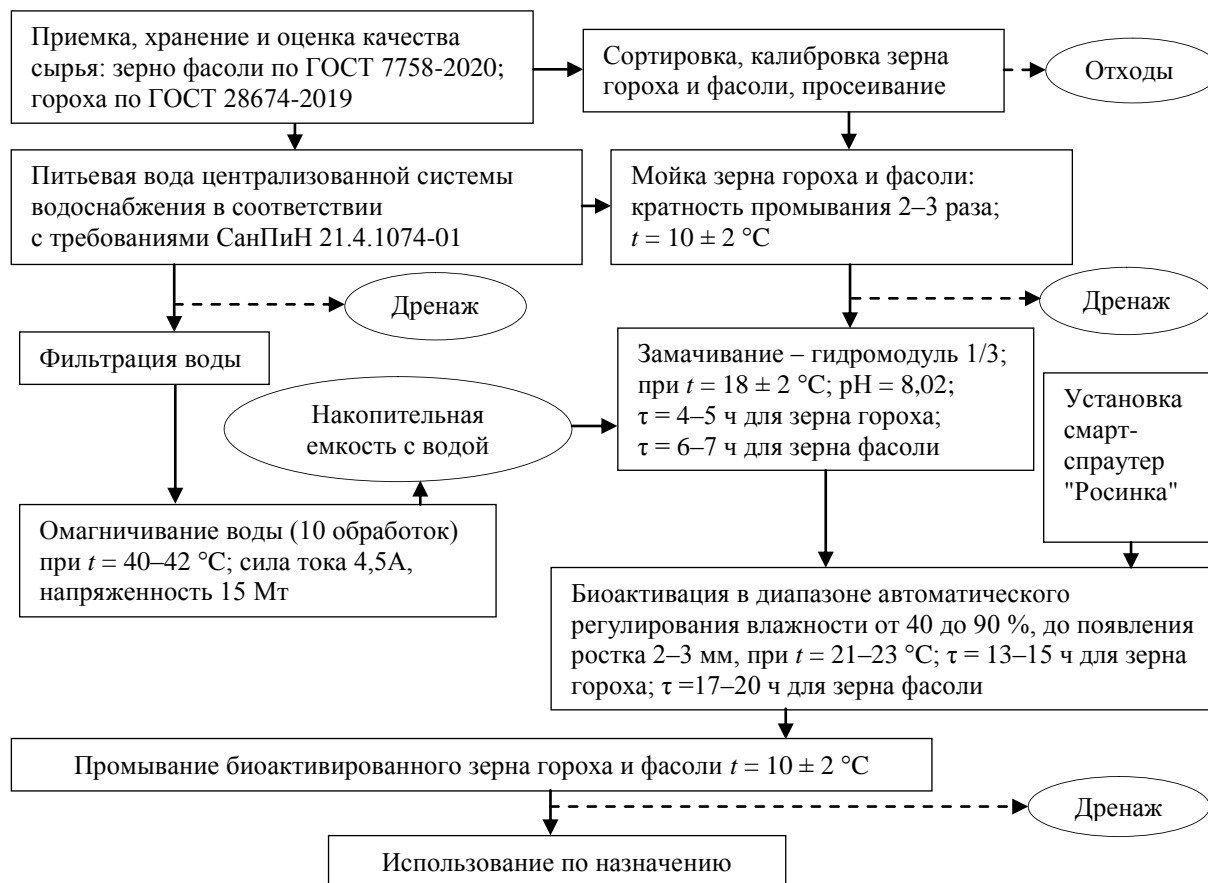 Приемка, хранение и оценка качества
сырья: зерно фасоли по ГОСТ 7758-2020;
гороха по ГОСТ 28674-2019
Сортировка, калибровка зерна
гороха и фасоли, просеивание
Отходы
Питьевая вода централизованной системы
водоснабжения в соответствии
с требованиями СанПиН 21.4.1074-01
Мойка зерна гороха и фасоли:
кратность промывания 2–3 раза;
t = 10 ± 2 °С
Дренаж
Дренаж
Фильтрация воды
Накопительная
емкость с водой
Замачивание – гидромодуль 1/3;
при t = 18 ± 2 °С; рН = 8,02;
τ = 4–5 ч для зерна гороха;
τ = 6–7 ч для зерна фасоли
Установка
смарт-
спраутер
"Росинка"
Омагничивание воды (10 обработок)
при t = 40–42 °С; сила тока 4,5А,
напряженность 15 Мт
Биоактивация в диапазоне автоматического
регулирования влажности от 40 до 90 %, до появления
ростка 2–3 мм, при t = 21–23 °С; τ = 13–15 ч для зерна
гороха; τ =17–20 ч для зерна фасоли
Промывание биоактивированного зерна гороха и фасоли t = 10 ± 2 °С
Дренаж
Использование по назначению